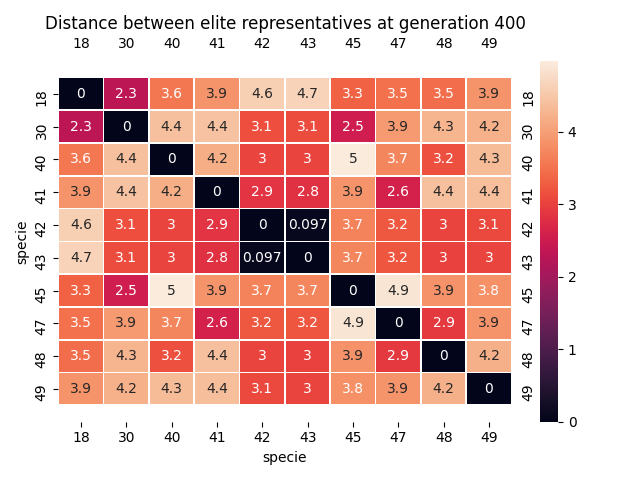 Distance between elite representatives at generation 400
18 30 40 41 42 43 45 47 48 49
18 0 2.3 3.6 3.9 4.6 4.7 3.3 3.5 3.5 3.9 18
30 2.3 0 4.4 4.4 3.1 3.1 2.5 3.9 4.3 4.2 30
40 3.6 4.4 0 4.2 3 3 5 3.7 3.2 4.3 40
41 3.9 4.4 4.2 0 2.9 2.8 3.9 2.6 4.4 4.4 41
42 4.6 3.1 3 2.9 0 0.097 3.7 3.2 3 3.1 42
43 4.7 3.1 3 2.8 0.097 0 3.7 3.2 3 3 43
45 3.3 2.5 5 3.9 3.7 3.7 0 4.9 3.9 3.8 45
47 3.5 3.9 3.7 2.6 3.2 3.2 4.9 0 2.9 3.9 47
48 3.5 4.3 3.2 4.4 3 3 3.9 2.9 0 4.2 48
49 3.9 4.2 4.3 4.4 3.1 3 3.8 3.9 4.2 0 49
18 30 40 41 42 43 45 47 48 49
specie
specie
4
3
2
1
0